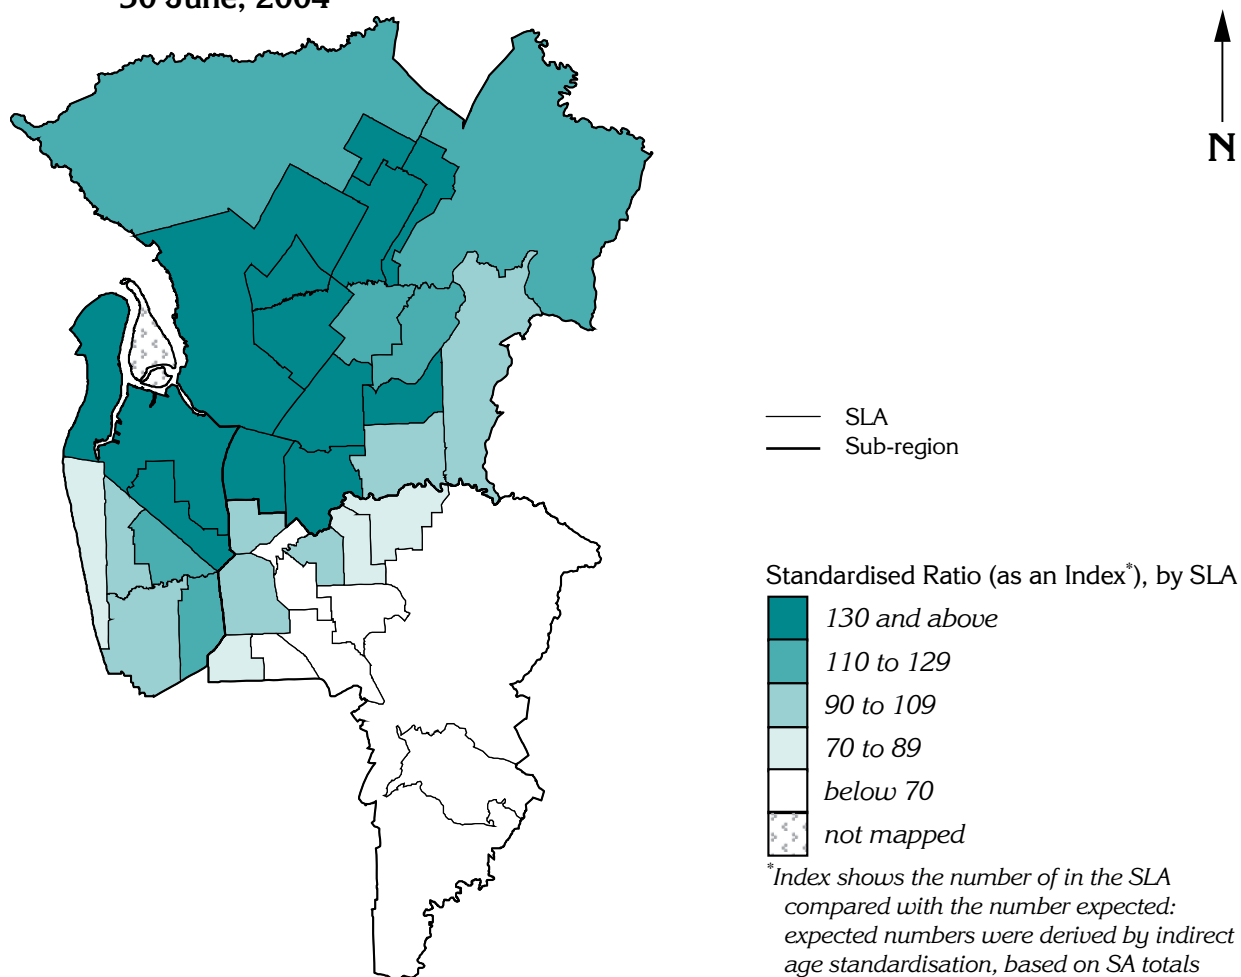 30 June, 2004
N
SLA
Sub-region
Standardised Ratio (as an Index*), by SLA
130 and above
110 to 129
90 to 109
70 to 89
below 70
not mapped
*Index shows the number of in the SLA
compared with the number expected:
expected numbers were derived by indirect
age standardisation, based on SA totals